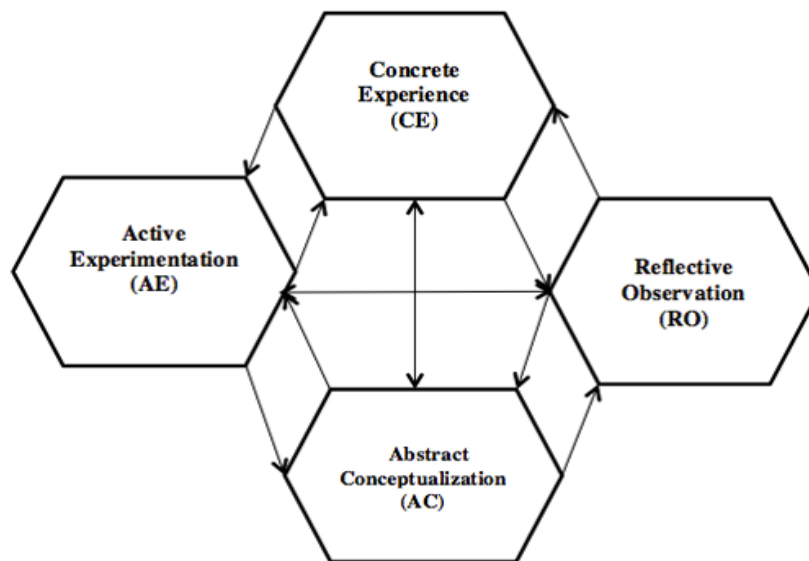 Concrete
Experience
(CE)
Active
Experimentation
(AE)
Reflective
Observation
(RO)
Abstract
Conceptualization
(AC)